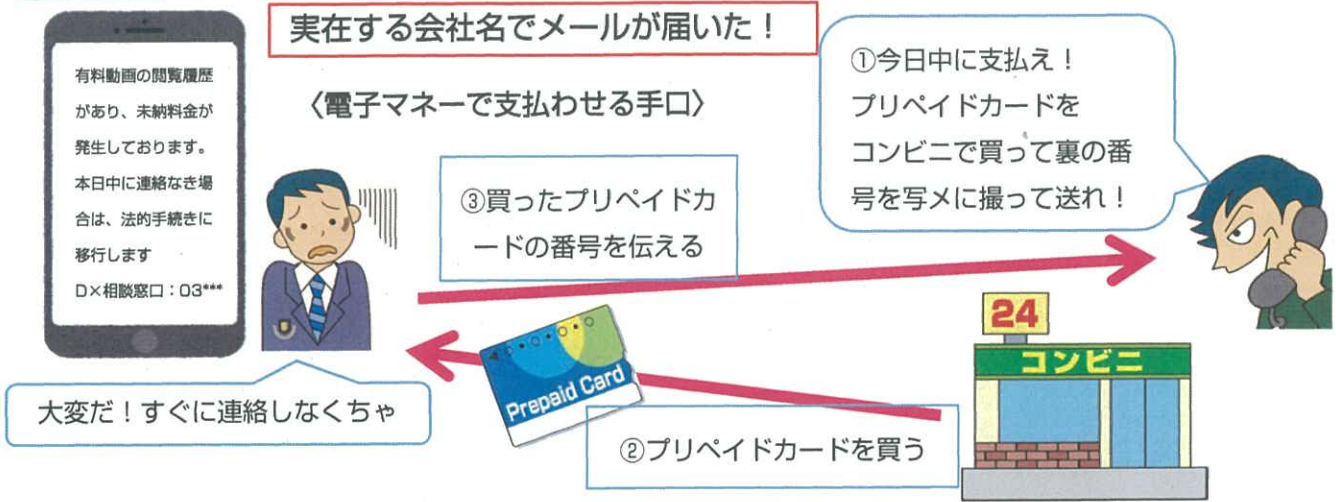 実在する会社名でメールが届いた！
〈電子マネーで支払わせる手口〉
有料動画の閲覧履歴
があり、未納料金が
発生しております。
本日中に連絡なき場
合は、法的手続きに
移行します
D×相談窓口：03***
大変だ！すぐに連絡しなくちゃ
①今日中に支払え！
プリペイドカードを
コンビニで買って裏の番
号を写メに撮って送れ！
24
コンビニ
②プリペイドカードを買う
Prepaid Card
③買ったプリペイドカ
ードの番号を伝える